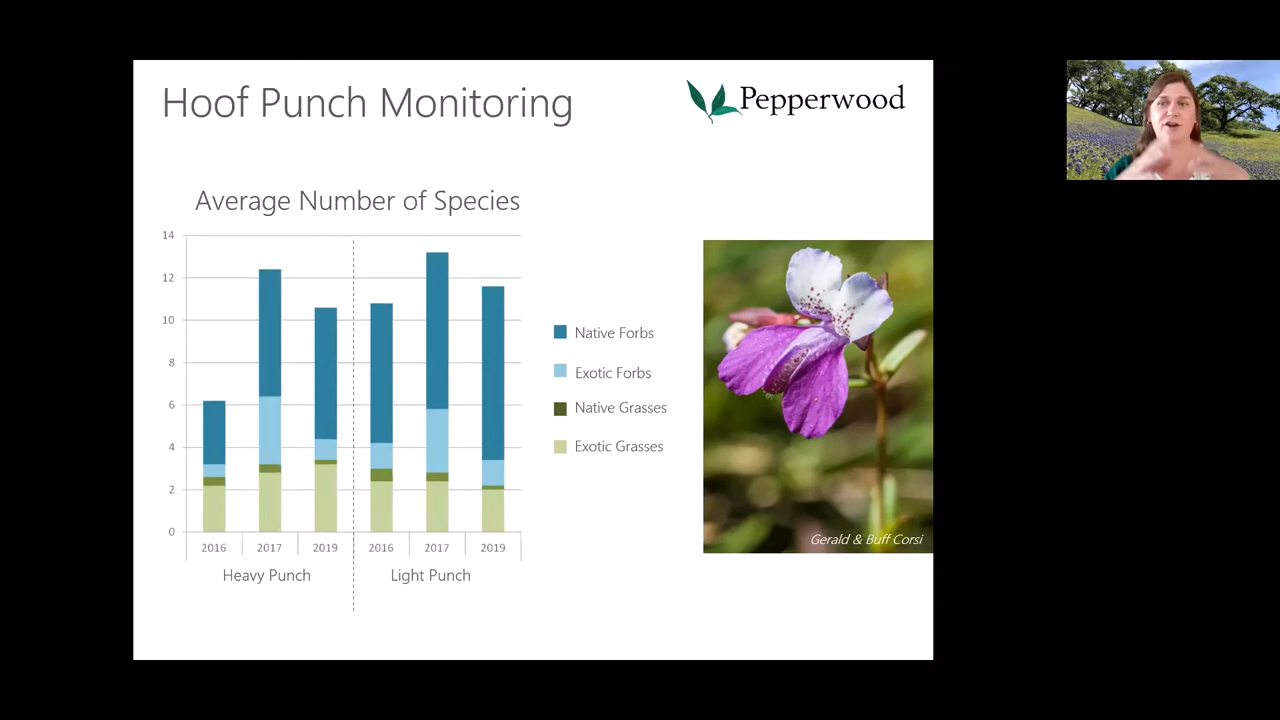 Hoof Punch Monitoring
Pepperwood
Average Number of Species
14
12
10
8
6
4
2
0
2016 2017 2019 2016 2017 2019
Heavy Punch Light Punch
Native Forbs
Exotic Forbs
Native Grasses
Exotic Grasses
Gerald & Buff Corsi